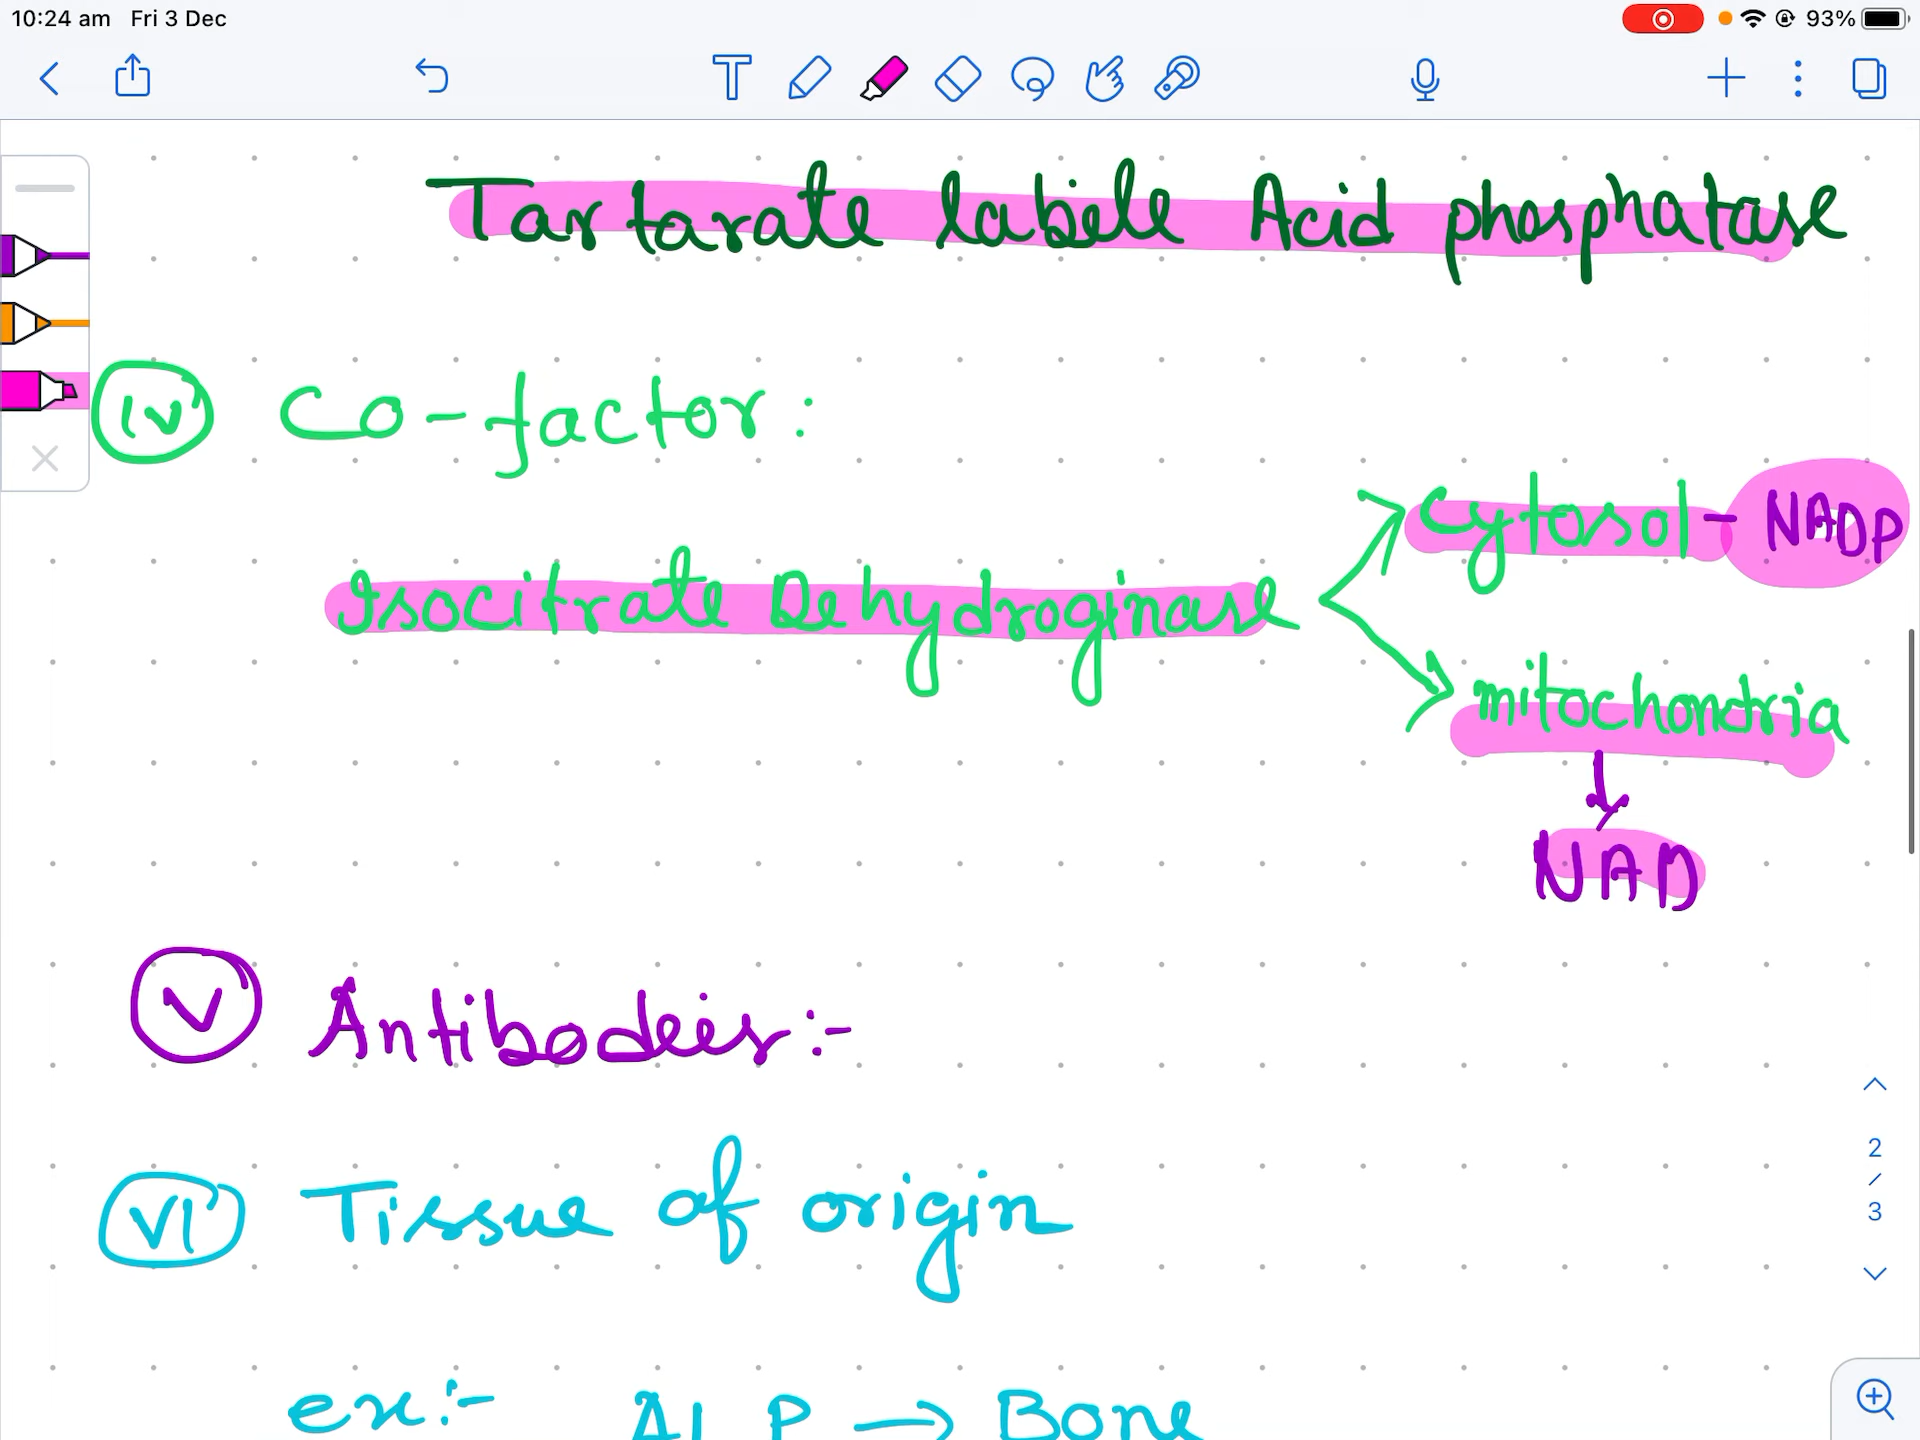 10:24 am Fri 3 Dec
93%
Tartarate labile Acid phosphatase
iv Co-factor:
Cytosol - NADP
Isocitrate Dehydroginase
mitochondria
NAD
V Antibodies:-
VI Tissue of origin
ex:- ALP → Bone
2
/
3